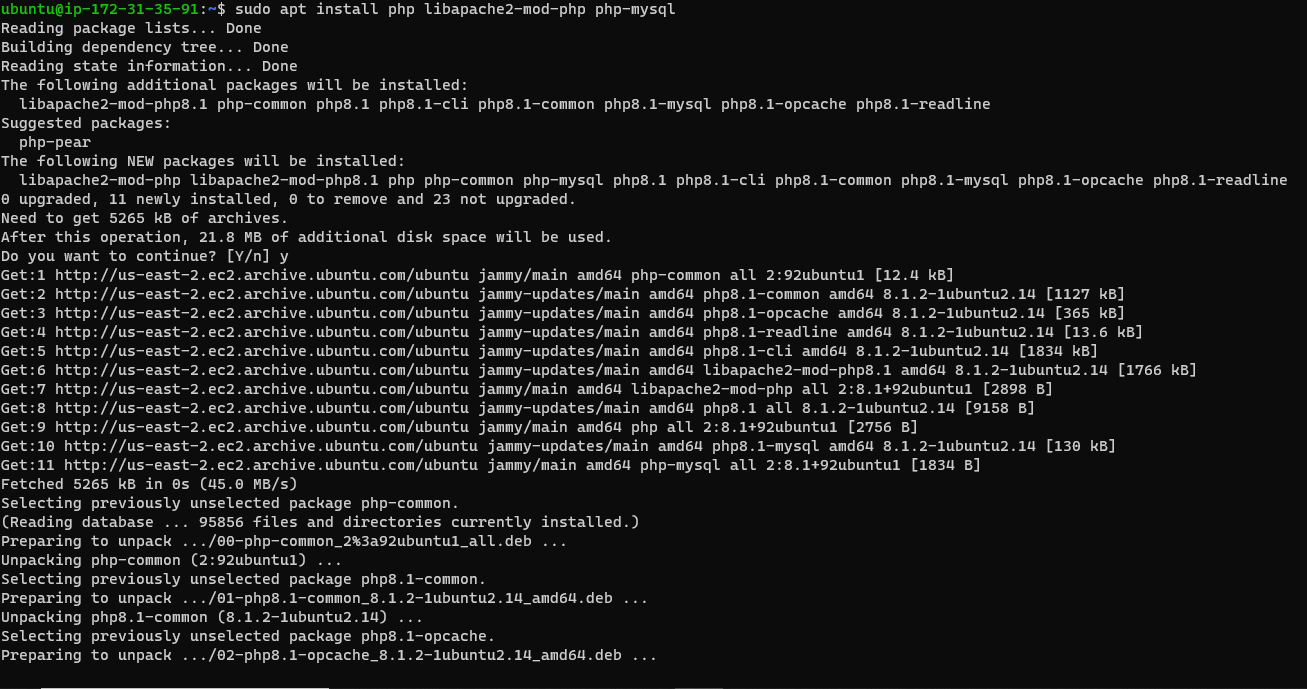 ubuntu@ip-172-31-35-91:~$ sudo apt install php libapache2-mod-php php-mysql
Reading package lists... Done
Building dependency tree... Done
Reading state information... Done
The following additional packages will be installed:
  libapache2-mod-php8.1 php-common php8.1 php8.1-cli php8.1-common php8.1-mysql php8.1-opcache php8.1-readline
Suggested packages:
  php-pear
The following NEW packages will be installed:
  libapache2-mod-php libapache2-mod-php8.1 php php-common php-mysql php8.1 php8.1-cli php8.1-common php8.1-mysql php8.1-opcache php8.1-readline
0 upgraded, 11 newly installed, 0 to remove and 23 not upgraded.
Need to get 5265 kB of archives.
After this operation, 21.8 MB of additional disk space will be used.
Do you want to continue? [Y/n] y
Get:1 http://us-east-2.ec2.archive.ubuntu.com/ubuntu jammy/main amd64 php-common all 2:92ubuntu1 [12.4 kB]
Get:2 http://us-east-2.ec2.archive.ubuntu.com/ubuntu jammy-updates/main amd64 php8.1-common amd64 8.1.2-1ubuntu2.14 [1127 kB]
Get:3 http://us-east-2.ec2.archive.ubuntu.com/ubuntu jammy-updates/main amd64 php8.1-opcache amd64 8.1.2-1ubuntu2.14 [365 kB]
Get:4 http://us-east-2.ec2.archive.ubuntu.com/ubuntu jammy-updates/main amd64 php8.1-readline amd64 8.1.2-1ubuntu2.14 [13.6 kB]
Get:5 http://us-east-2.ec2.archive.ubuntu.com/ubuntu jammy-updates/main amd64 php8.1-cli amd64 8.1.2-1ubuntu2.14 [1834 kB]
Get:6 http://us-east-2.ec2.archive.ubuntu.com/ubuntu jammy-updates/main amd64 libapache2-mod-php8.1 amd64 8.1.2-1ubuntu2.14 [1766 kB]
Get:7 http://us-east-2.ec2.archive.ubuntu.com/ubuntu jammy/main amd64 libapache2-mod-php all 2:8.1+92ubuntu1 [2898 B]
Get:8 http://us-east-2.ec2.archive.ubuntu.com/ubuntu jammy-updates/main amd64 php8.1 all 8.1.2-1ubuntu2.14 [9158 B]
Get:9 http://us-east-2.ec2.archive.ubuntu.com/ubuntu jammy/main amd64 php all 2:8.1+92ubuntu1 [2756 B]
Get:10 http://us-east-2.ec2.archive.ubuntu.com/ubuntu jammy-updates/main amd64 php8.1-mysql amd64 8.1.2-1ubuntu2.14 [130 kB]
Get:11 http://us-east-2.ec2.archive.ubuntu.com/ubuntu jammy/main amd64 php-mysql all 2:8.1+92ubuntu1 [1834 B]
Fetched 5265 kB in 0s (45.0 MB/s)
Selecting previously unselected package php-common.
(Reading database ... 95856 files and directories currently installed.)
Preparing to unpack .../00-php-common_2%3a92ubuntu1_all.deb ...
Unpacking php-common (2:92ubuntu1) ...
Selecting previously unselected package php8.1-common.
Preparing to unpack .../01-php8.1-common_8.1.2-1ubuntu2.14_amd64.deb ...
Unpacking php8.1-common (8.1.2-1ubuntu2.14) ...
Selecting previously unselected package php8.1-opcache.
Preparing to unpack .../02-php8.1-opcache_8.1.2-1ubuntu2.14_amd64.deb ...